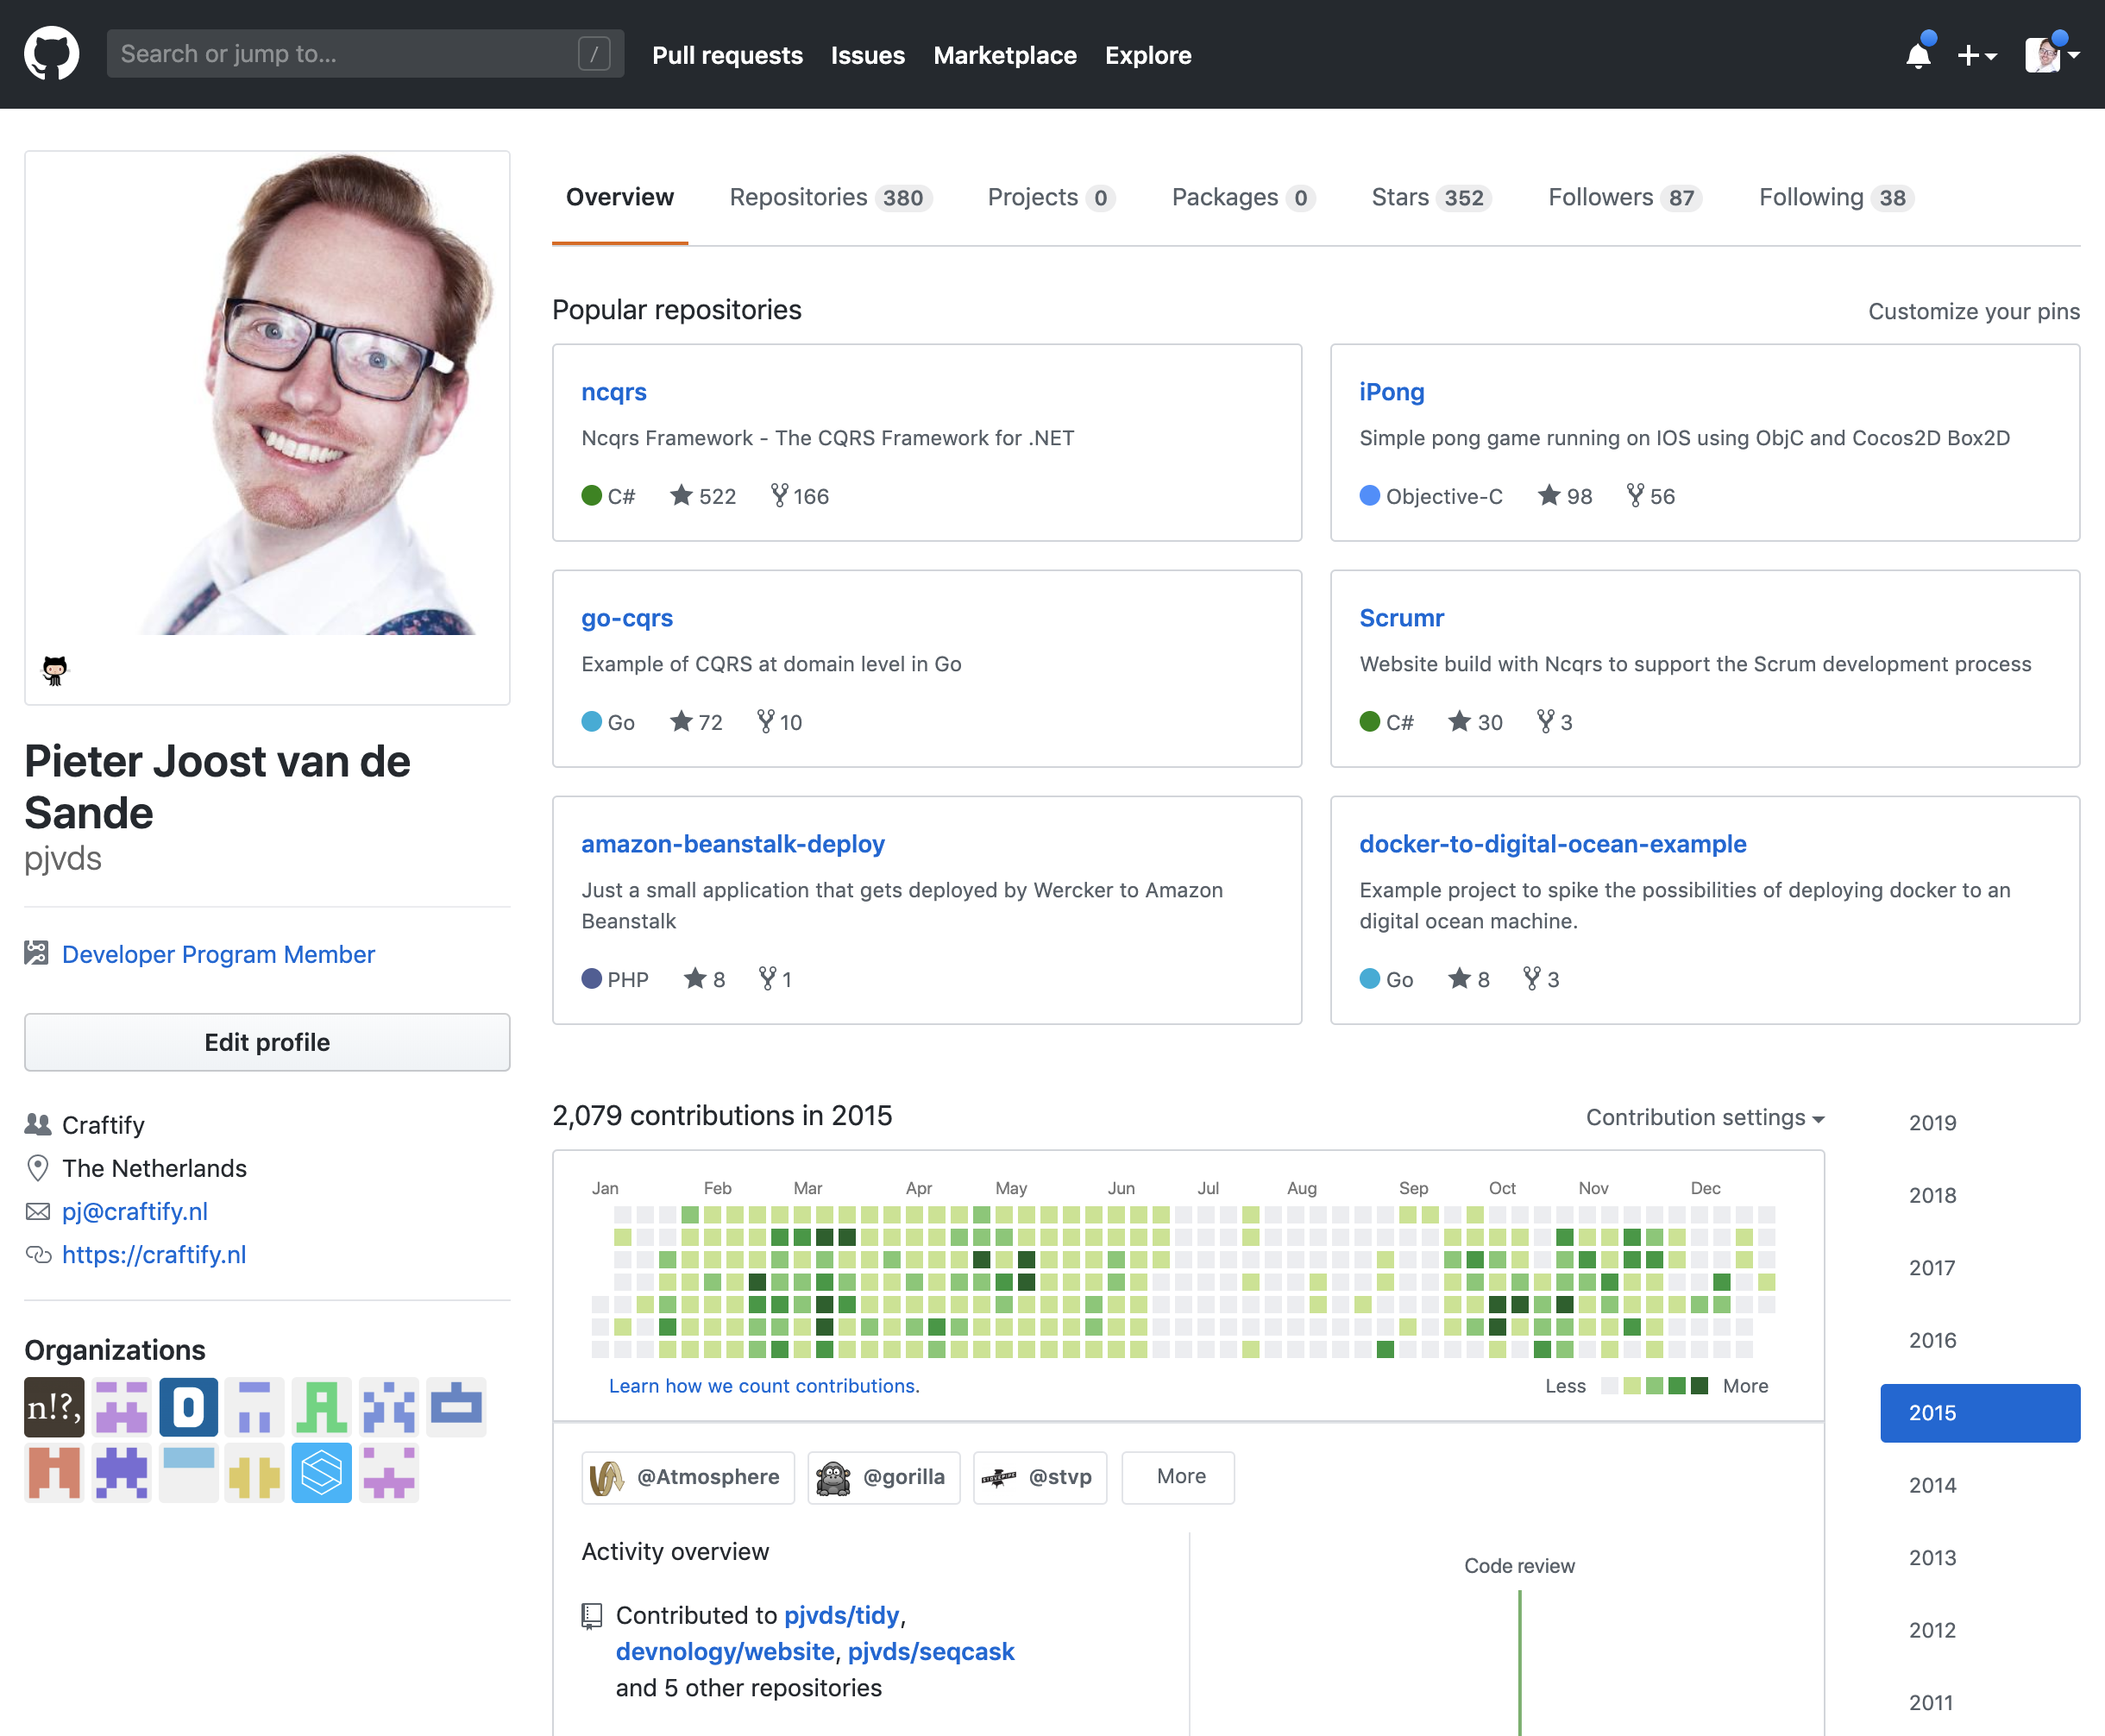 Search or jump to... /
Pull requests Issues Marketplace Explore
Overview Repositories 380 Projects 0 Packages 0 Stars 352 Followers 87 Following 38
Pieter Joost van de
Sande
pjvds
Developer Program Member
Edit profile
Craftify
The Netherlands
pj@craftify.nl
https://craftify.nl
Organizations
n!?,
D
Popular repositories
Customize your pins
ncqrs
Ncqrs Framework - The CQRS Framework for .NET
C# 522 166
iPong
Simple pong game running on IOS using ObjC and Cocos2D Box2D
Objective-C 98 56
go-cqrs
Example of CQRS at domain level in Go
Go 72 10
Scrumr
Website build with Ncqrs to support the Scrum development process
C# 30 3
amazon-beanstalk-deploy
Just a small application that gets deployed by Wercker to Amazon
Beanstalk
PHP 8 1
docker-to-digital-ocean-example
Example project to spike the possibilities of deploying docker to an
digital ocean machine.
Go 8 3
2,079 contributions in 2015
Contribution settings
Jan Feb Mar Apr May Jun Jul Aug Sep Oct Nov Dec
Learn how we count contributions.
Less More
@Atmosphere @gorilla @stvp More
Activity overview
Contributed to pjvds/tidy,
devnology/website, pjvds/seqcask
and 5 other repositories
Code review
2019
2018
2017
2016
2015
2014
2013
2012
2011